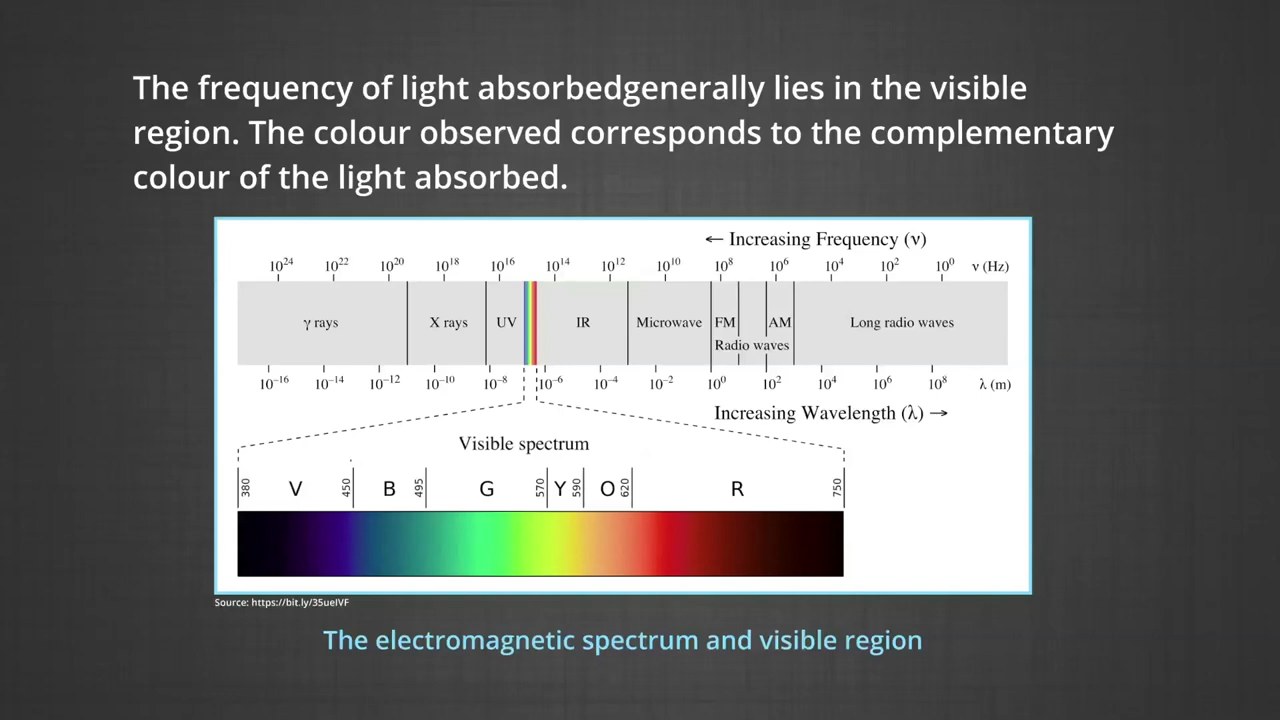 The frequency of light absorbedgenerally lies in the visible
region. The colour observed corresponds to the complementary
colour of the light absorbed.
← Increasing Frequency (ν)
10²⁴ 10²² 10²⁰ 10¹⁸ 10¹⁶ 10¹⁴ 10¹² 10¹⁰ 10⁸ 10⁶ 10⁴ 10² 10⁰ ν (Hz)
γ rays X rays UV IR Microwave FM AM Long radio waves
Radio waves
10⁻¹⁶ 10⁻¹⁴ 10⁻¹² 10⁻¹⁰ 10⁻⁸ 10⁻⁶ 10⁻⁴ 10⁻² 10⁰ 10² 10⁴ 10⁶ 10⁸ λ (m)
Increasing Wavelength (λ) →
Visible spectrum
380 V 450 B 495 G 570 Y 590 O 620 R 750
Source: https://bit.ly/35ueIVF
The electromagnetic spectrum and visible region